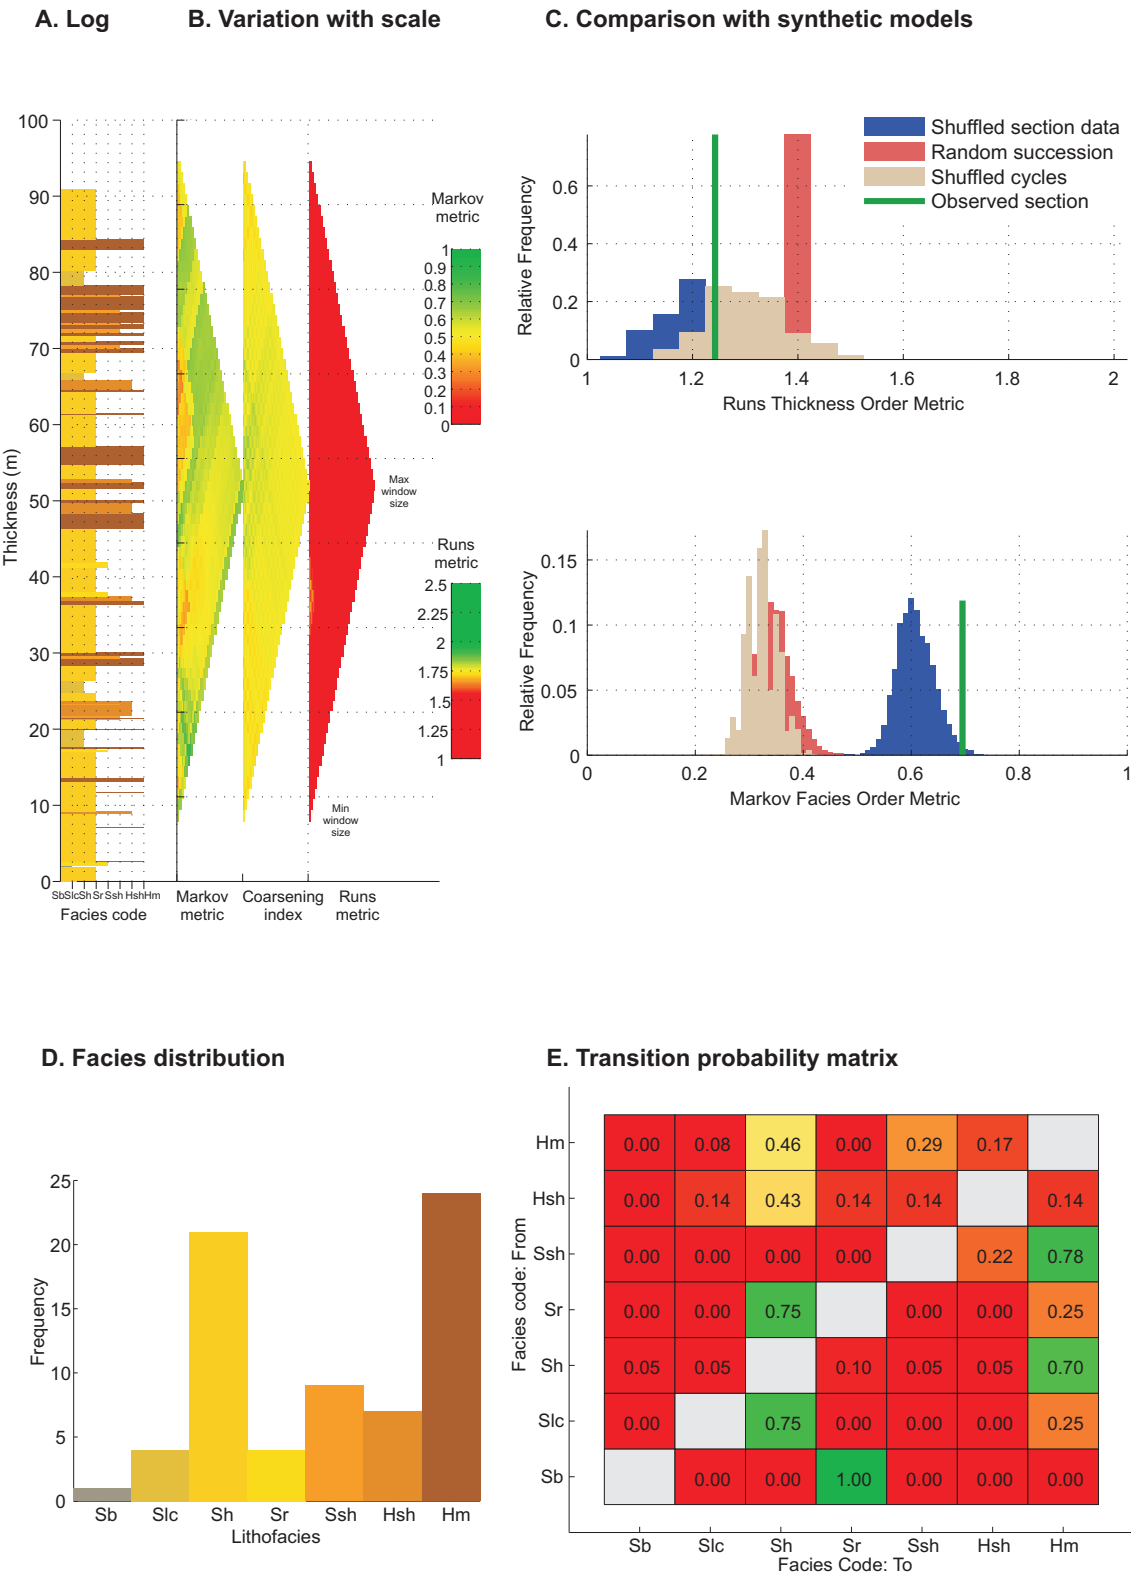 A. Log
B. Variation with scale
C. Comparison with synthetic models
Thickness (m)
100
90
80
70
60
50
40
30
20
10
0
Sb Slc Sh Sr Ssh Hsh Hm
Facies code
Markov
metric
Coarsening
index
Runs
metric
Markov
metric
1
0.9
0.8
0.7
0.6
0.5
0.4
0.3
0.2
0.1
0
Max
window
size
Runs
metric
2.5
2.25
2
1.75
1.5
1.25
1
Min
window
size
Shuffled section data
Random succession
Shuffled cycles
Observed section
Relative Frequency
0.6
0.4
0.2
0
1
1.2
1.4
1.6
1.8
2
Runs Thickness Order Metric
Relative Frequency
0.15
0.1
0.05
0
0
0.2
0.4
0.6
0.8
1
Markov Facies Order Metric
D. Facies distribution
Frequency
25
20
15
10
5
0
Sb Slc Sh Sr Ssh Hsh Hm
Lithofacies
E. Transition probability matrix
Facies code: From
Hm 0.00 0.08 0.46 0.00 0.29 0.17
Hsh 0.00 0.14 0.43 0.14 0.14 0.14
Ssh 0.00 0.00 0.00 0.00 0.22 0.78
Sr 0.00 0.00 0.75 0.00 0.00 0.25
Sh 0.05 0.05 0.10 0.05 0.05 0.70
Slc 0.00 0.75 0.00 0.00 0.00 0.25
Sb 0.00 0.00 1.00 0.00 0.00 0.00
Sb Slc Sh Sr Ssh Hsh Hm
Facies Code: To